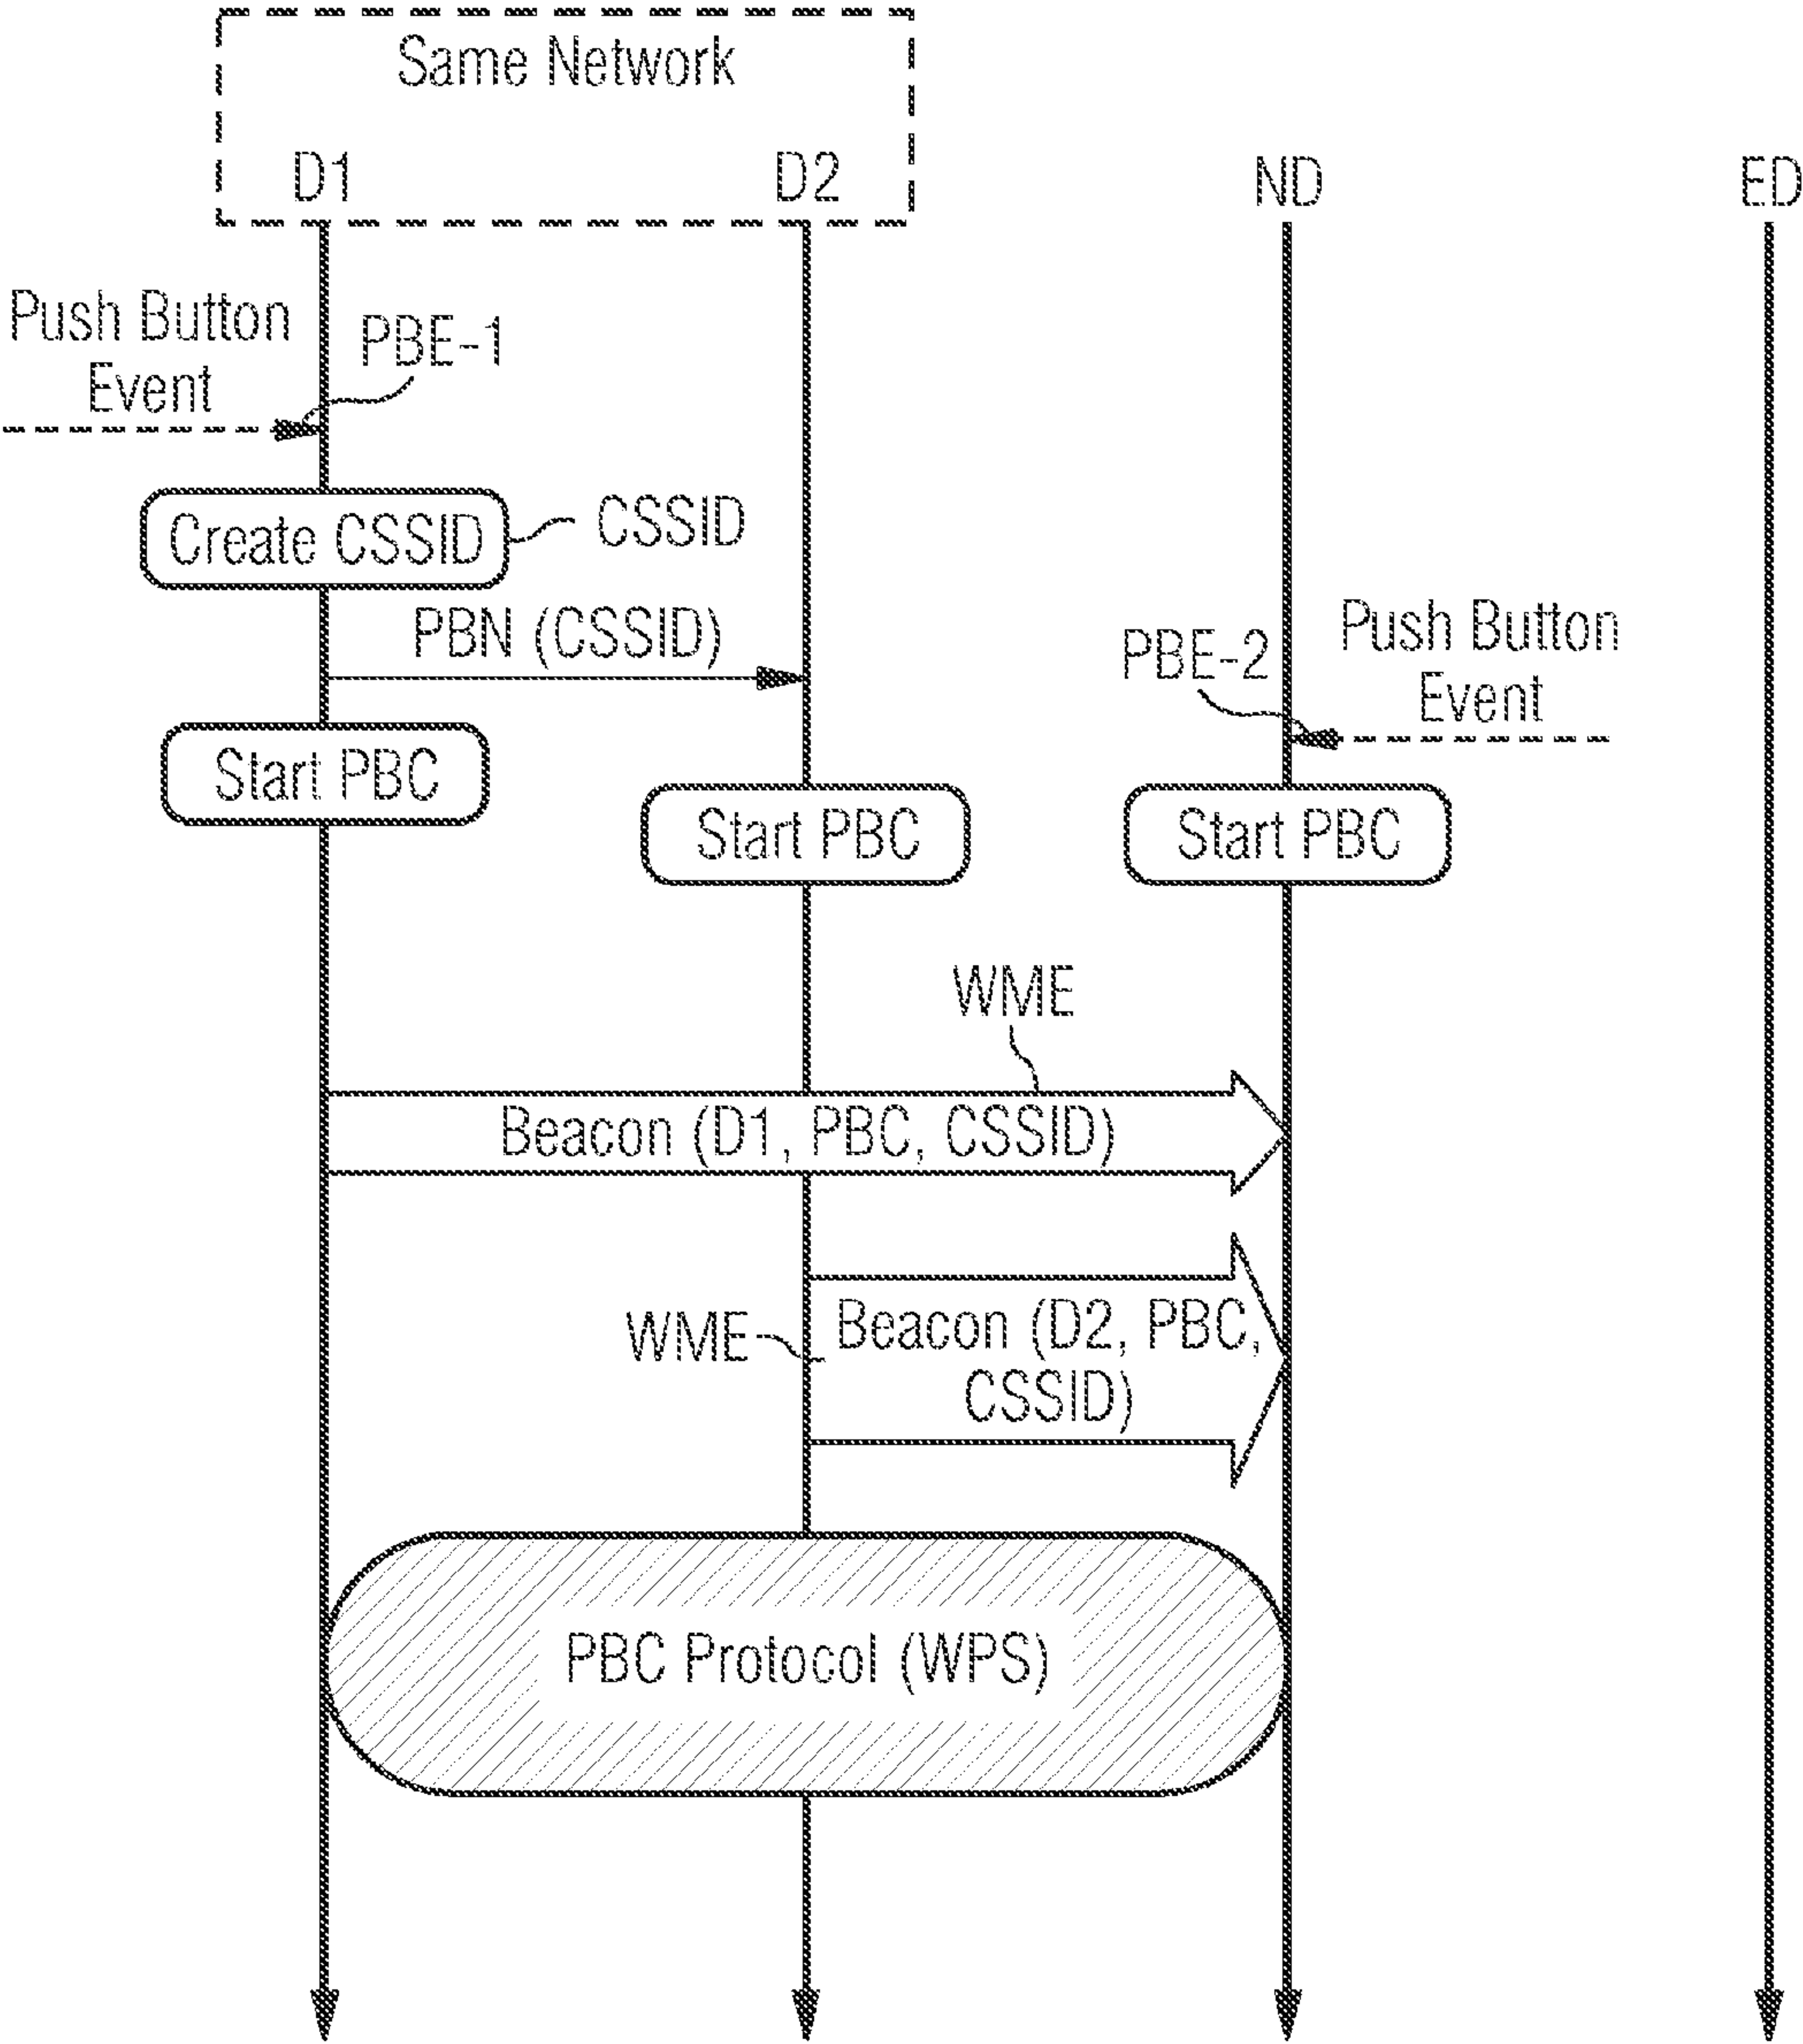 Same Network
D1
D2
ND
ED
Push Button
Event
PBE-1
Create CSSID
CSSID
PBN (CSSID)
PBE-2
Push Button
Event
Start PBC
Start PBC
Start PBC
WME
Beacon (D1, PBC, CSSID)
WME
Beacon (D2, PBC,
CSSID)
PBC Protocol (WPS)